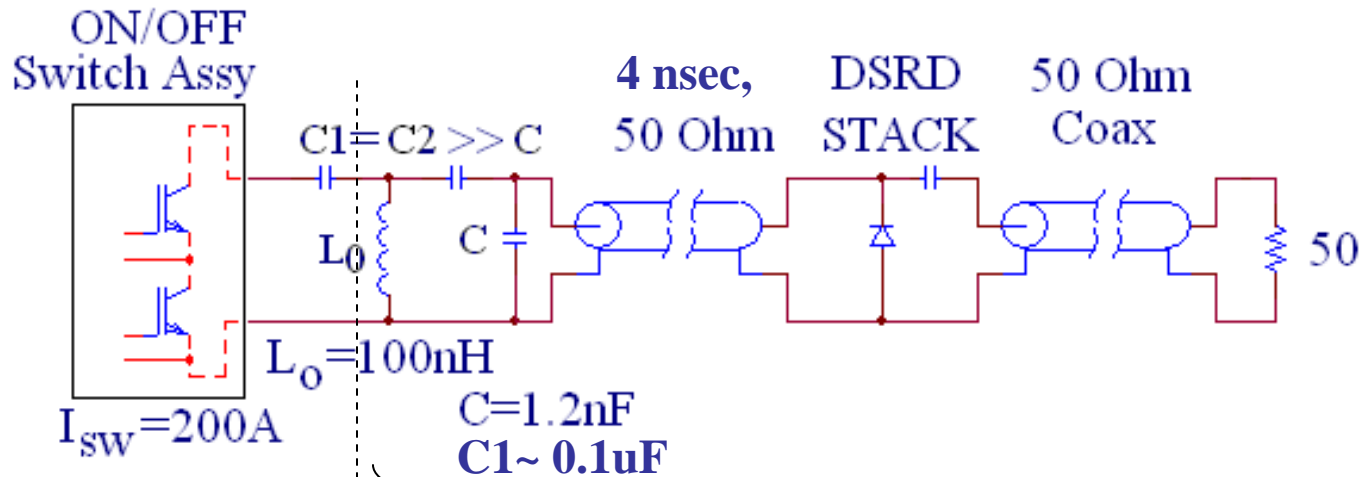 ON/OFF
Switch Assy
C1=C2 >> C
4 nsec,
50 Ohm
DSRD
STACK
50 Ohm
Coax
L0
C
50
Lo=100nH
ISW=200A
C=1.2nF
C1~ 0.1uF